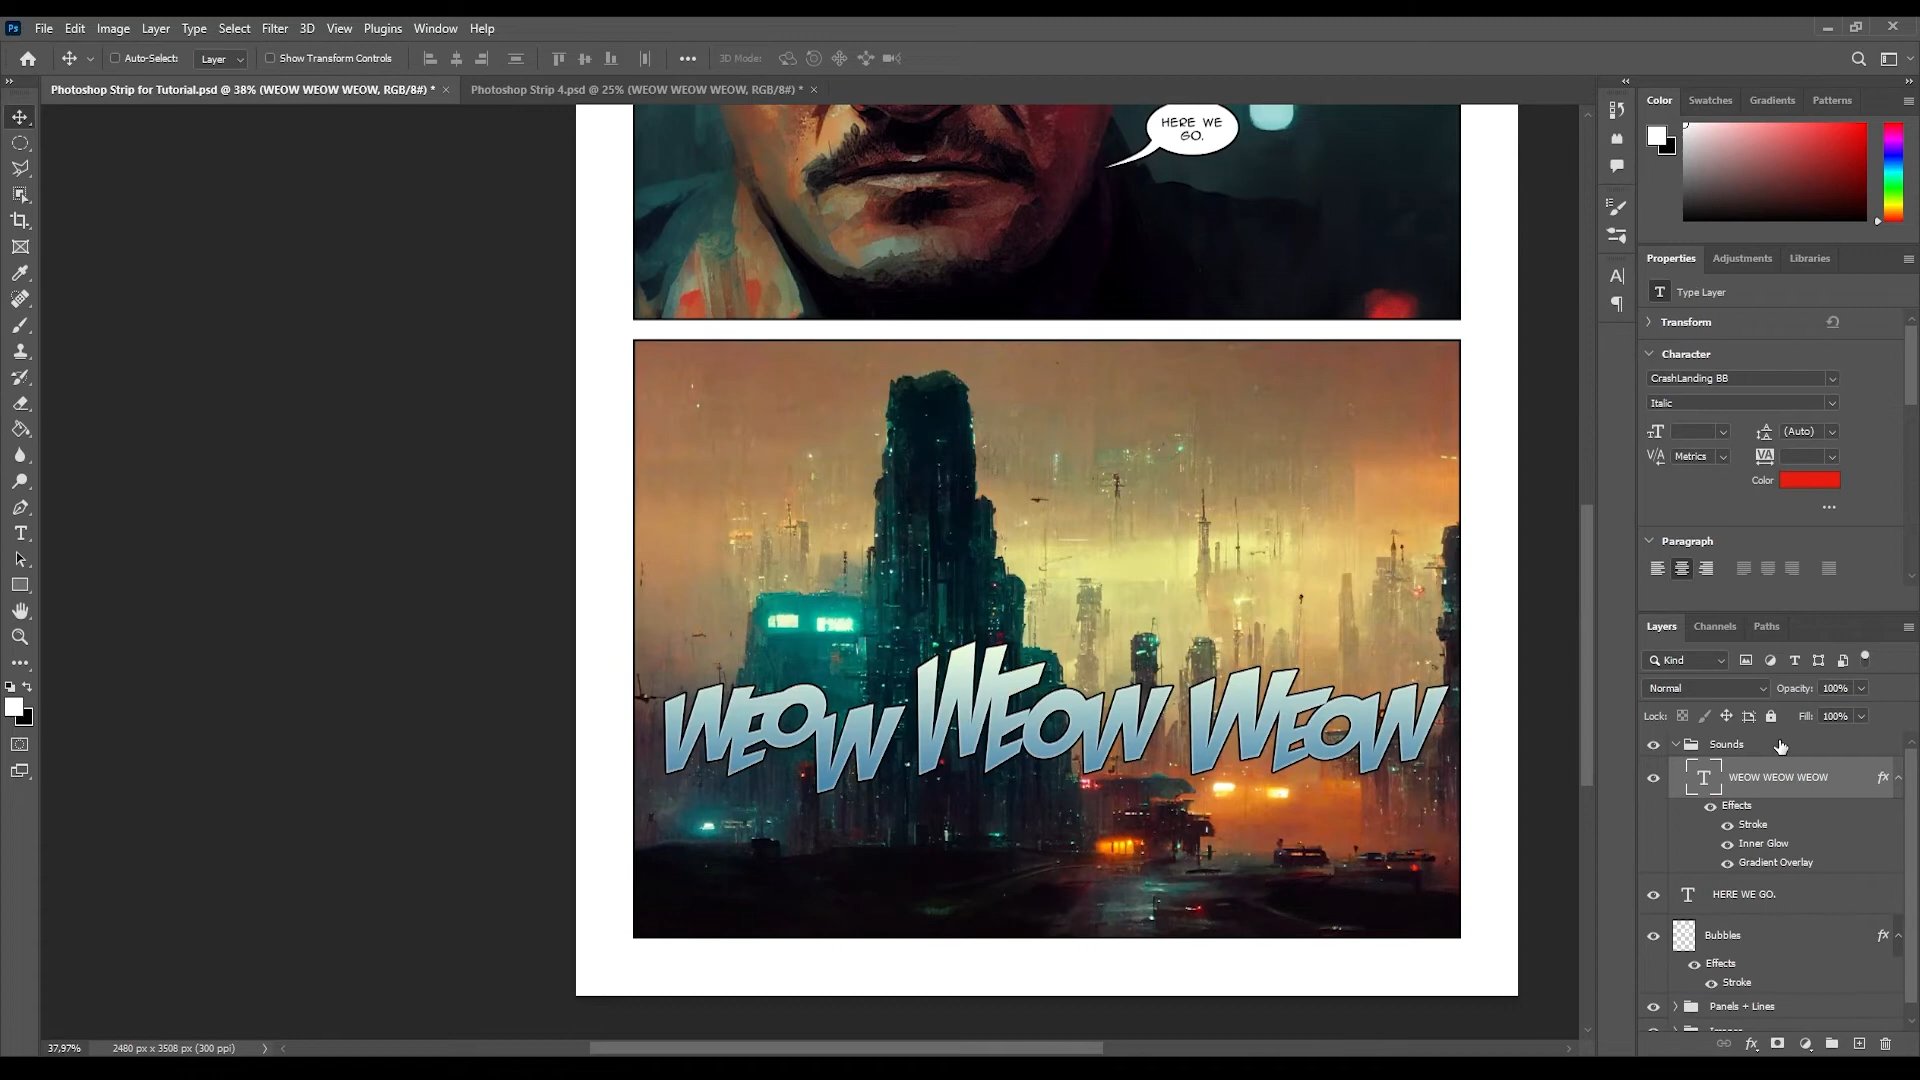 Ps File Edit Image Layer Type Select Filter 3D View Plugins Window Help
Auto-Select: Layer Show Transform Controls 3D Mode:
Photoshop Strip for Tutorial.psd @ 38% (WEOW WEOW WEOW, RGB/8#) *
Photoshop Strip 4.psd @ 25% (WEOW WEOW WEOW, RGB/8#) *
HERE WE
GO.
WEOW WEOW WEOW
Color Swatches Gradients Patterns
Properties Adjustments Libraries
T Type Layer
Transform
Character
CrashLanding BB
Italic
(Auto)
Metrics
Color
Paragraph
Layers Channels Paths
Kind
Normal Opacity: 100%
Lock: Fill: 100%
Sounds
T WEOW WEOW WEOW fx
Effects
Stroke
Inner Glow
Gradient Overlay
T HERE WE GO.
Bubbles fx
Effects
Stroke
Panels + Lines
37,97% 2480 px x 3508 px (300 ppi)